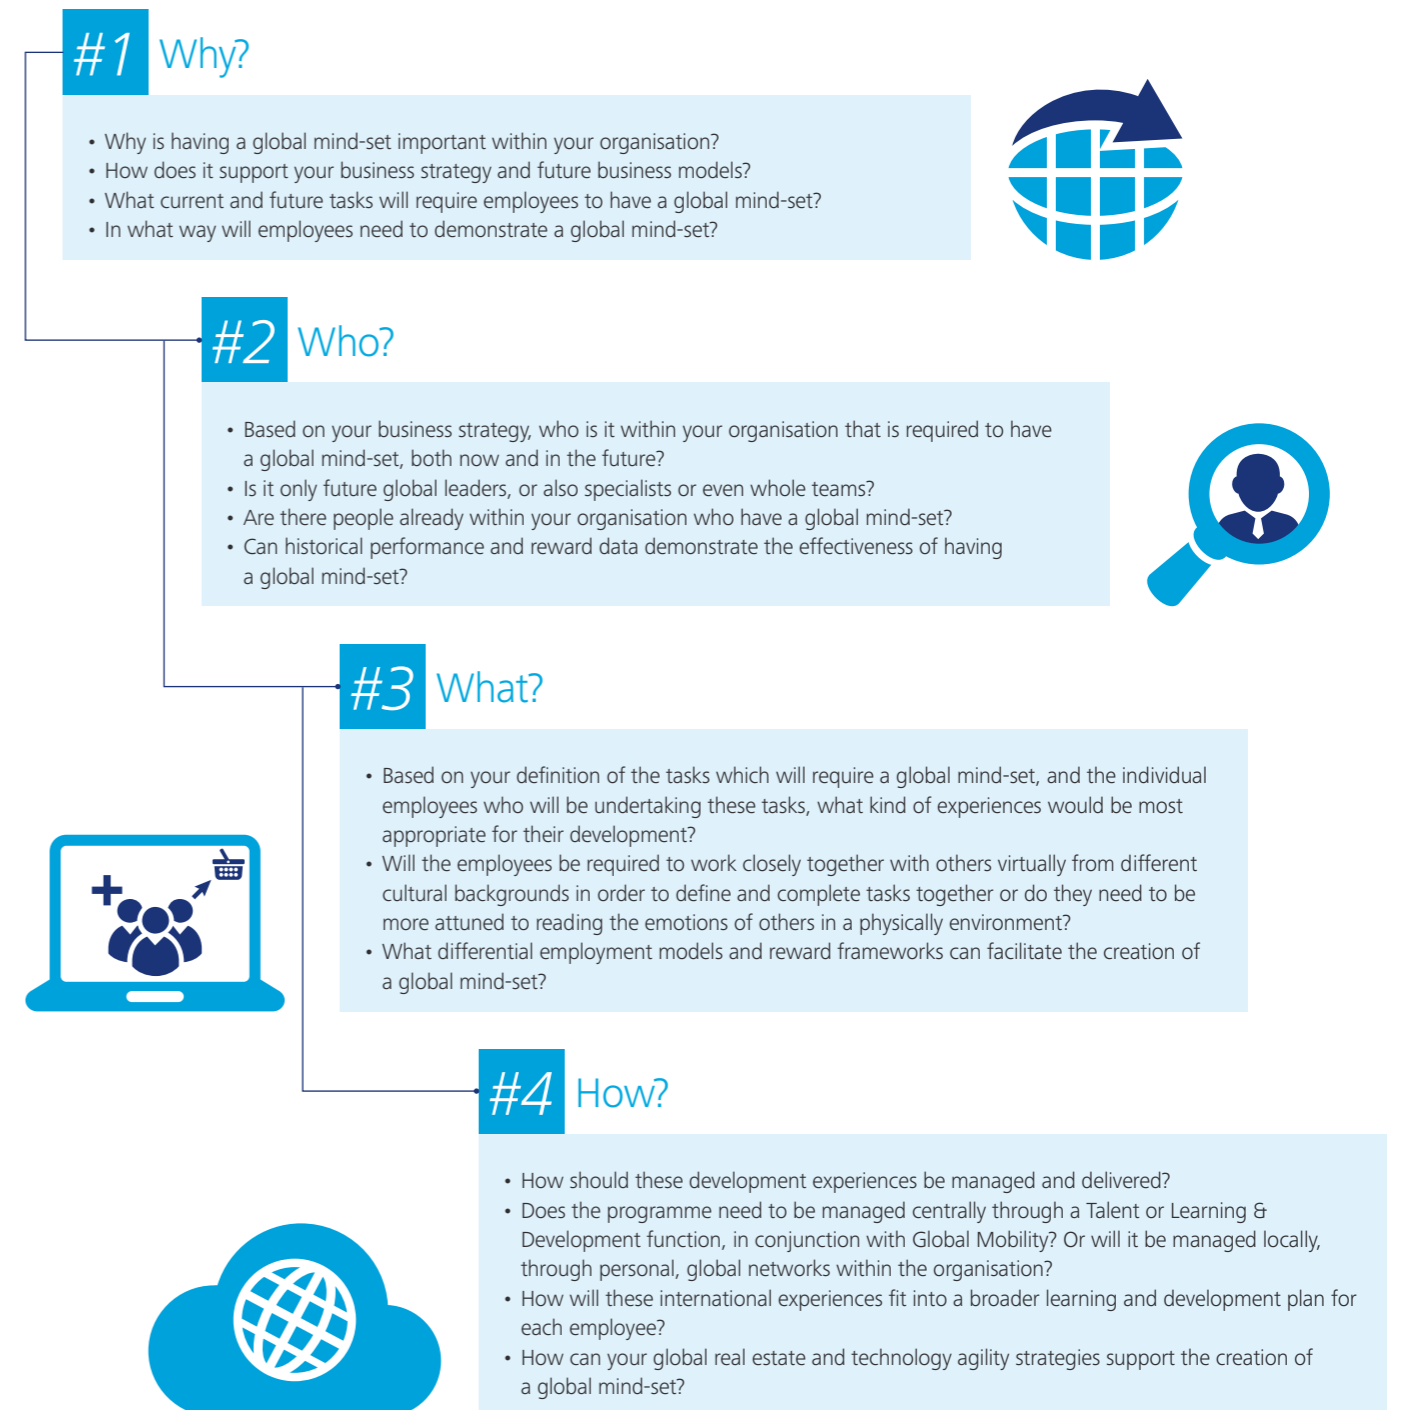 #1 Why?
• Why is having a global mind-set important within your organisation?
• How does it support your business strategy and future business models?
• What current and future tasks will require employees to have a global mind-set?
• In what way will employees need to demonstrate a global mind-set?
#2 Who?
• Based on your business strategy, who is it within your organisation that is required to have
a global mind-set, both now and in the future?
• Is it only future global leaders, or also specialists or even whole teams?
• Are there people already within your organisation who have a global mind-set?
• Can historical performance and reward data demonstrate the effectiveness of having
a global mind-set?
#3 What?
• Based on your definition of the tasks which will require a global mind-set, and the individual
employees who will be undertaking these tasks, what kind of experiences would be most
appropriate for their development?
• Will the employees be required to work closely together with others virtually from different
cultural backgrounds in order to define and complete tasks together or do they need to be
more attuned to reading the emotions of others in a physically environment?
• What differential employment models and reward frameworks can facilitate the creation of
a global mind-set?
#4 How?
• How should these development experiences be managed and delivered?
• Does the programme need to be managed centrally through a Talent or Learning &
Development function, in conjunction with Global Mobility? Or will it be managed locally,
through personal, global networks within the organisation?
• How will these international experiences fit into a broader learning and development plan for
each employee?
• How can your global real estate and technology agility strategies support the creation of
a global mind-set?